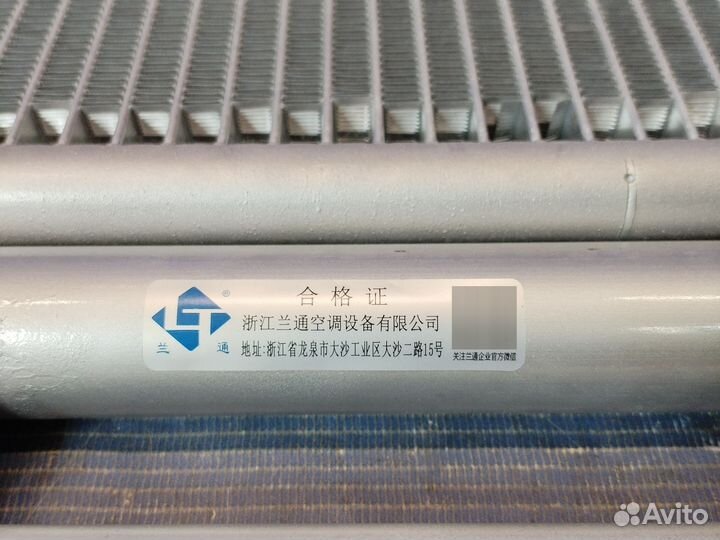 合格证
浙江兰通空调设备有限公司
地址:浙江省龙泉市大沙工业区大沙二路15号
LT®
兰通
关注兰通企业官方微信
Avito